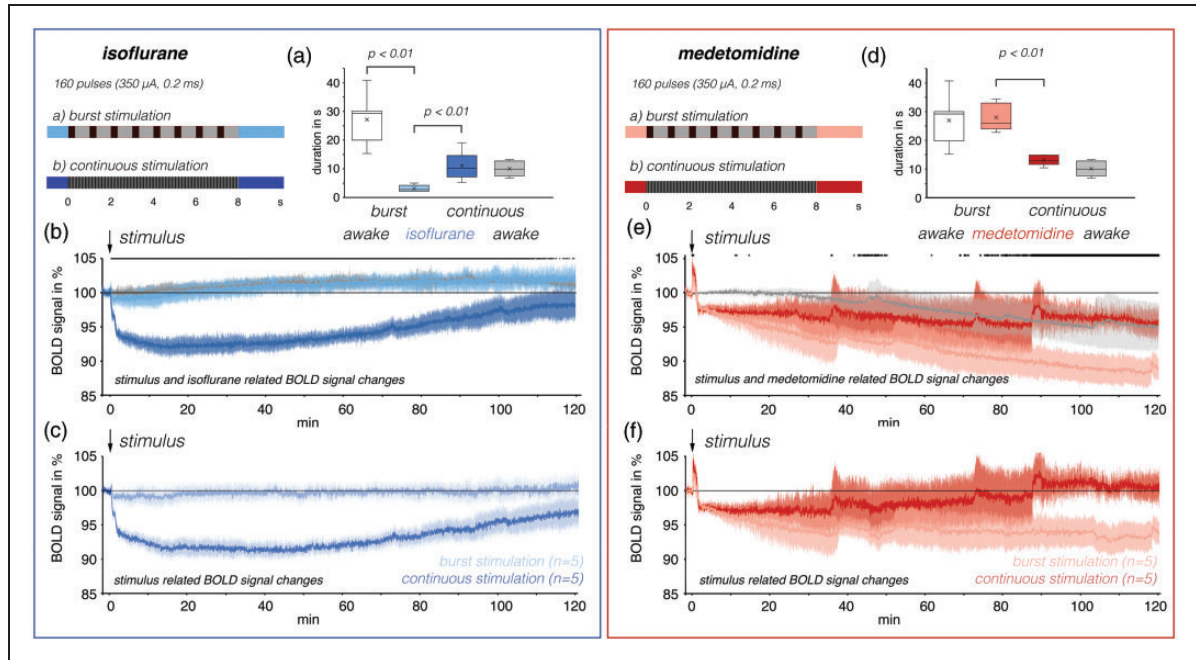 isoflurane
160 pulses (350 µA, 0.2 ms)
a) burst stimulation
b) continuous stimulation
0 2 4 6 8 s
(a)
p < 0.01
p < 0.01
duration in s
50
40
30
20
10
0
burst continuous
awake isoflurane awake
(b)
stimulus
BOLD signal in %
105
100
95
90
85
stimulus and isoflurane related BOLD signal changes
0 20 40 60 80 100 120
min
(c)
stimulus
BOLD signal in %
105
100
95
90
85
burst stimulation (n=5)
continuous stimulation (n=5)
stimulus related BOLD signal changes
0 20 40 60 80 100 120
min
medetomidine
160 pulses (350 µA, 0.2 ms)
a) burst stimulation
b) continuous stimulation
0 2 4 6 8 s
(d)
p < 0.01
duration in s
50
40
30
20
10
0
burst continuous
awake medetomidine awake
(e)
stimulus
BOLD signal in %
105
100
95
90
85
stimulus and medetomidine related BOLD signal changes
0 20 40 60 80 100 120
min
(f)
stimulus
BOLD signal in %
105
100
95
90
85
burst stimulation (n=5)
continuous stimulation (n=5)
stimulus related BOLD signal changes
0 20 40 60 80 100 120
min